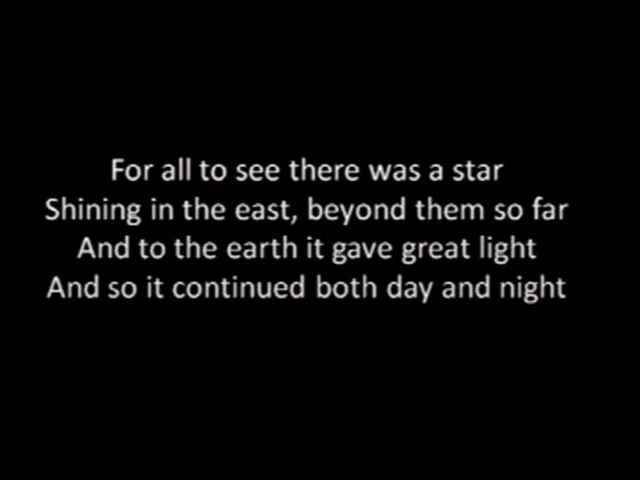 For all to see there was a star
Shining in the east, beyond them so far
And to the earth it gave great light
And so it continued both day and night